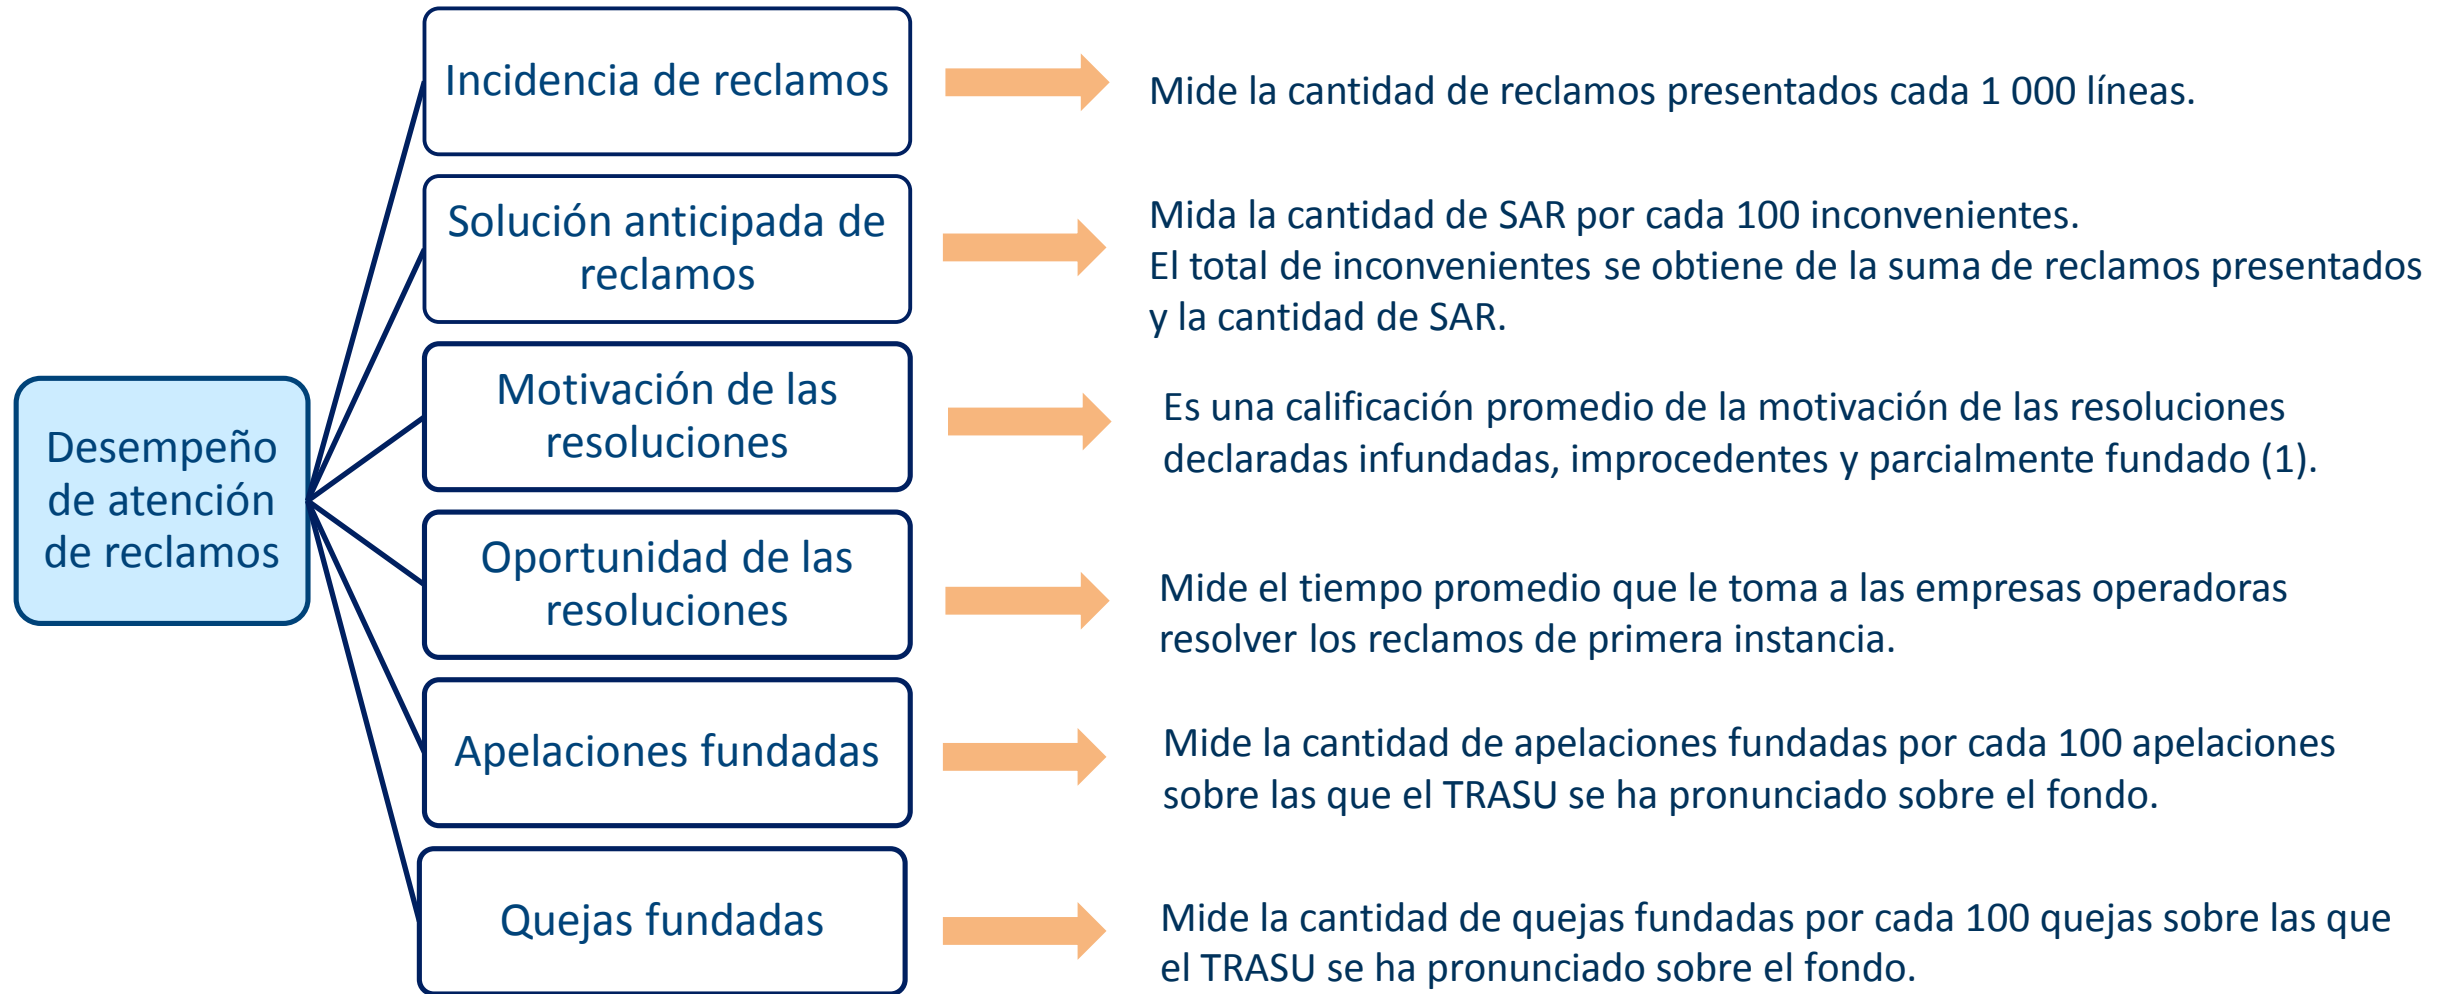 Desempeño
de atención
de reclamos
Incidencia de reclamos
Mide la cantidad de reclamos presentados cada 1 000 líneas.
Solución anticipada de
reclamos
Mida la cantidad de SAR por cada 100 inconvenientes.
El total de inconvenientes se obtiene de la suma de reclamos presentados
y la cantidad de SAR.
Motivación de las
resoluciones
Es una calificación promedio de la motivación de las resoluciones
declaradas infundadas, improcedentes y parcialmente fundado (1).
Oportunidad de las
resoluciones
Mide el tiempo promedio que le toma a las empresas operadoras
resolver los reclamos de primera instancia.
Apelaciones fundadas
Mide la cantidad de apelaciones fundadas por cada 100 apelaciones
sobre las que el TRASU se ha pronunciado sobre el fondo.
Quejas fundadas
Mide la cantidad de quejas fundadas por cada 100 quejas sobre las que
el TRASU se ha pronunciado sobre el fondo.